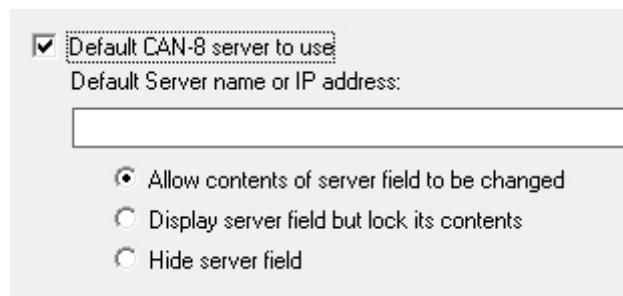 Default CAN-8 server to use
Default Server name or IP address:
Allow contents of server field to be changed
Display server field but lock its contents
Hide server field